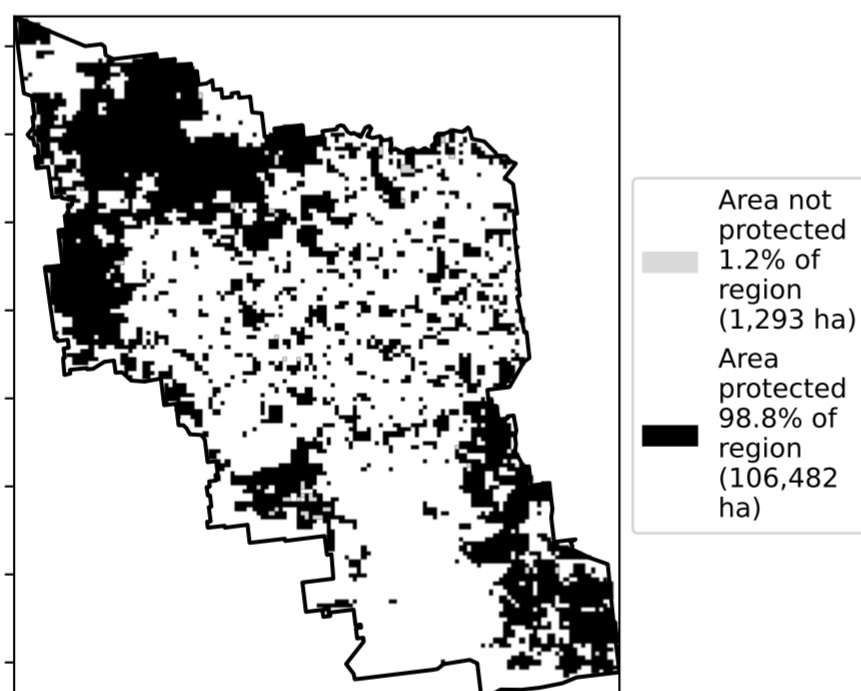 Area not
protected
1.2% of
region
(1,293 ha)
Area
protected
98.8% of
region
(106,482
ha)